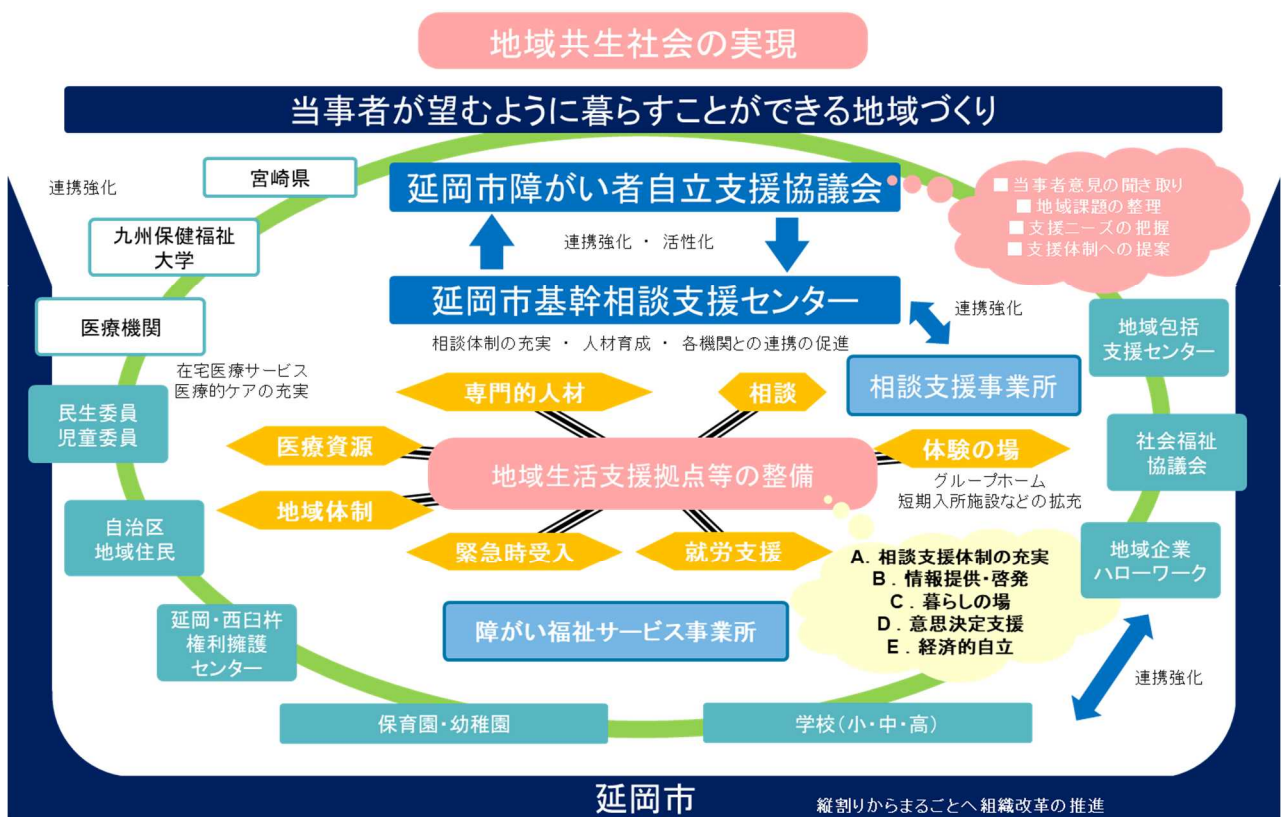 地域共生社会の実現
当事者が望むように暮らすことができる地域づくり
連携強化
宮崎県
九州保健福祉
大学
医療機関
在宅医療サービス
医療的ケアの充実
延岡市障がい者自立支援協議会
連携強化 ・ 活性化
延岡市基幹相談支援センター
相談体制の充実 ・ 人材育成 ・ 各機関との連携の促進
■当事者意見の聞き取り
■地域課題の整理
■支援ニーズの把握
■支援体制への提案
連携強化
相談支援事業所
地域包括
支援センター
社会福祉
協議会
地域企業
ハローワーク
民生委員
児童委員
自治区
地域住民
延岡・西臼杵
権利擁護
センター
専門的人材
相談
医療資源
地域生活支援拠点等の整備
体験の場
グループホーム
短期入所施設などの拡充
地域体制
緊急時受入
就労支援
A. 相談支援体制の充実
B . 情報提供・啓発
C . 暮らしの場
D . 意思決定支援
E . 経済的自立
障がい福祉サービス事業所
連携強化
保育園・幼稚園
学校(小・中・高)
延岡市
縦割りからまるごとへ組織改革の推進